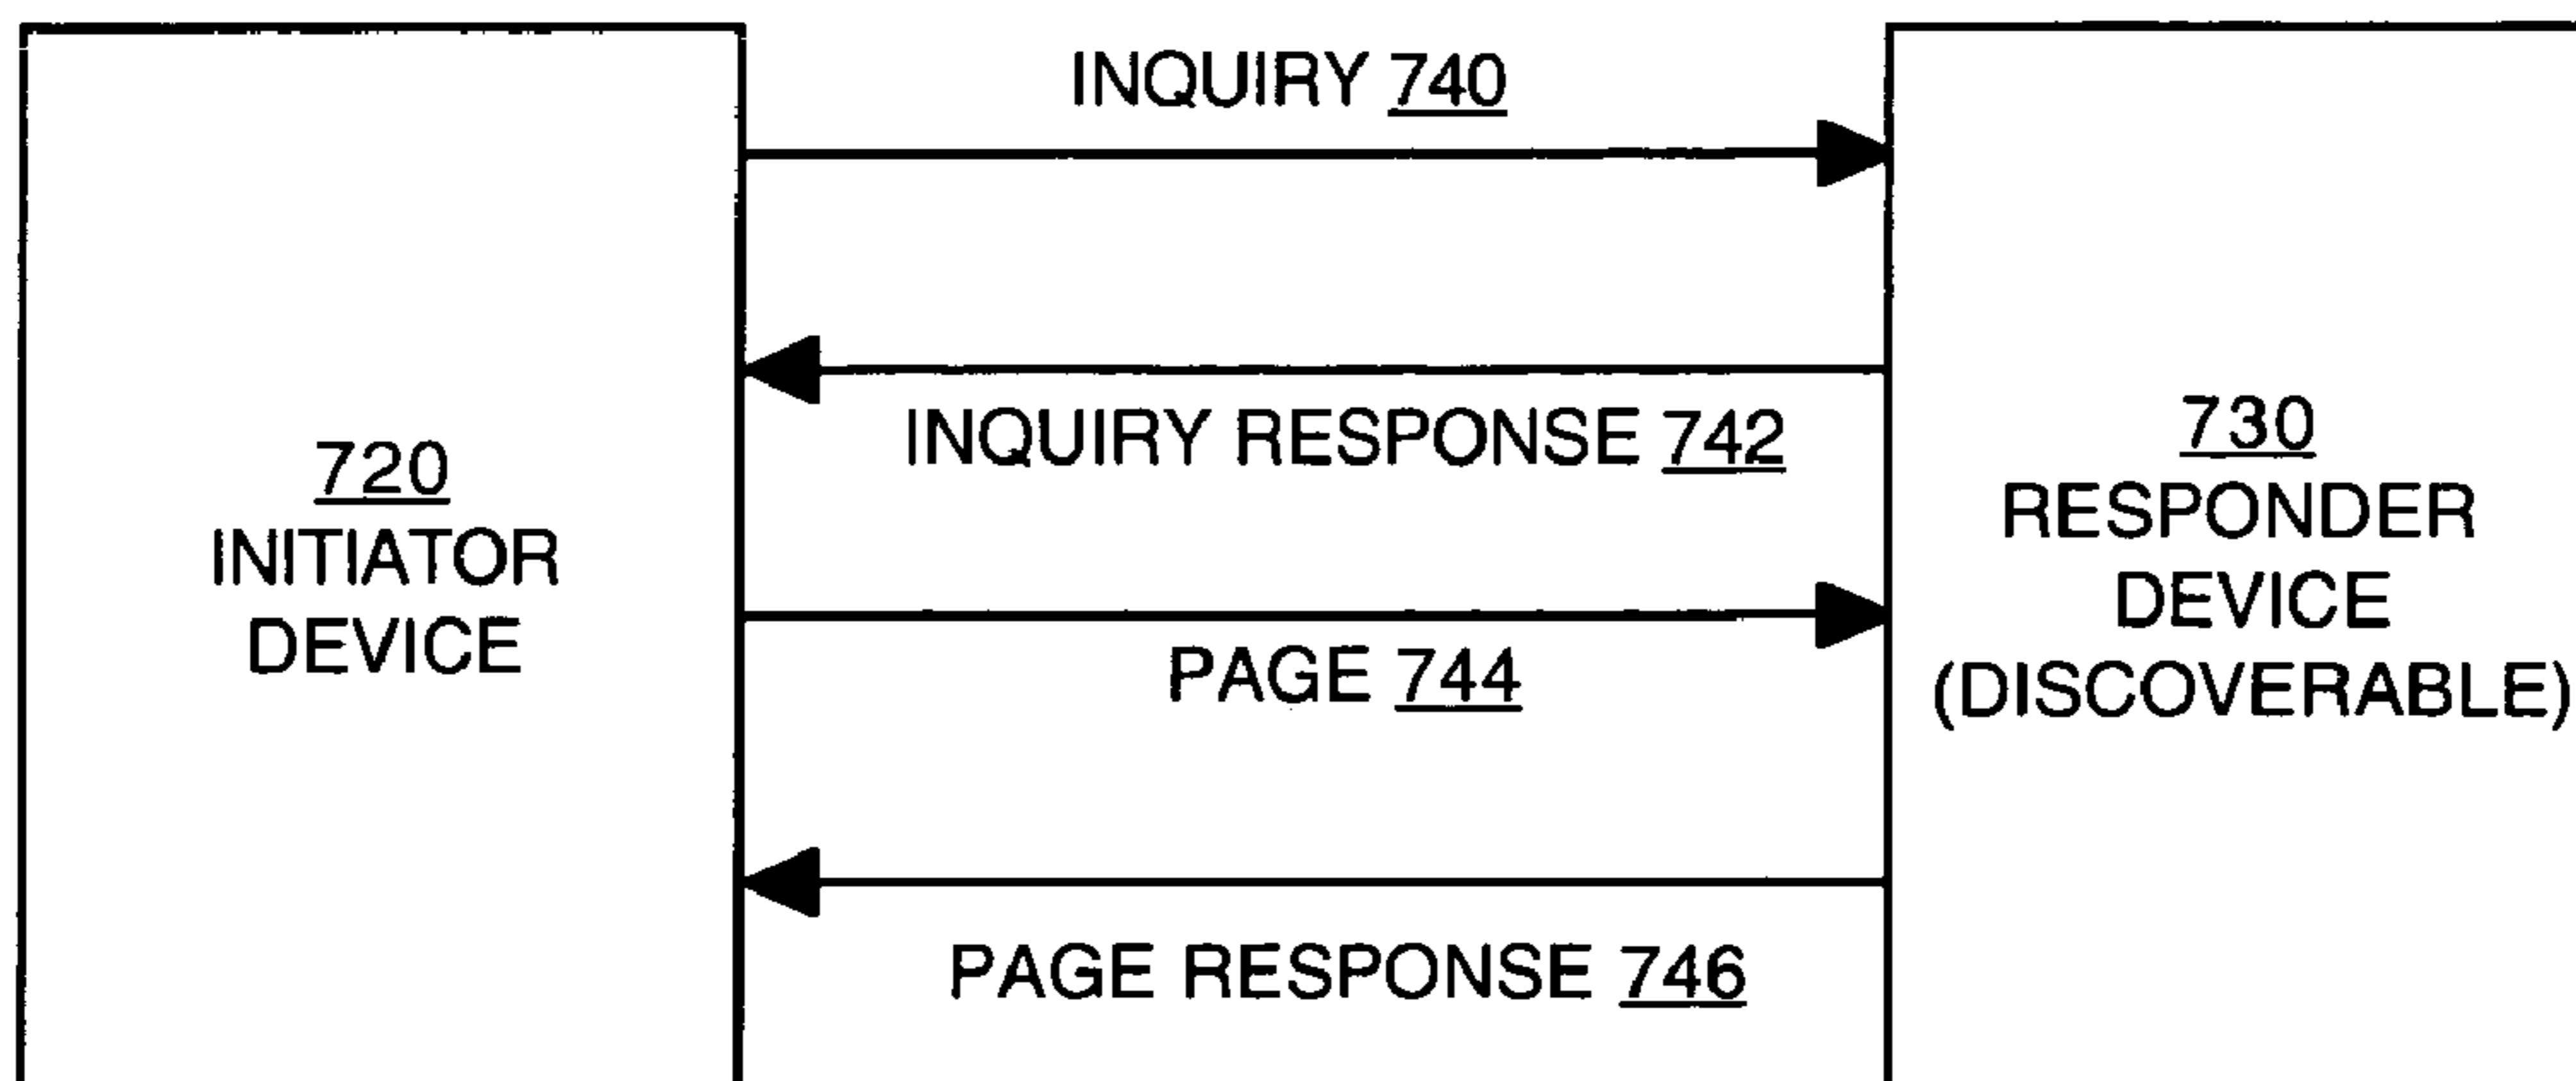 INQUIRY 740
INQUIRY RESPONSE 742
PAGE 744
PAGE RESPONSE 746
720
INITIATOR
DEVICE
730
RESPONDER
DEVICE
(DISCOVERABLE)